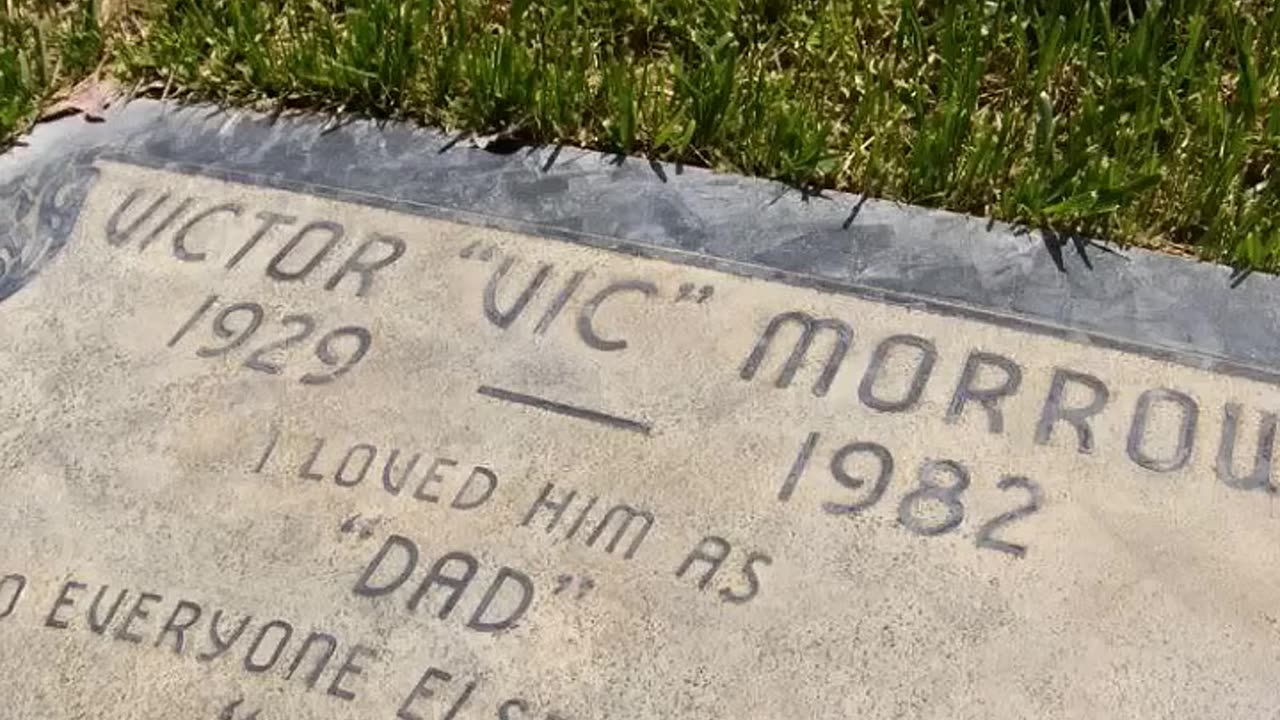 VICTOR “VIC” MORROW
1929 — 1982
I LOVED HIM AS
“DAD”
O EVERYONE ELSE
“